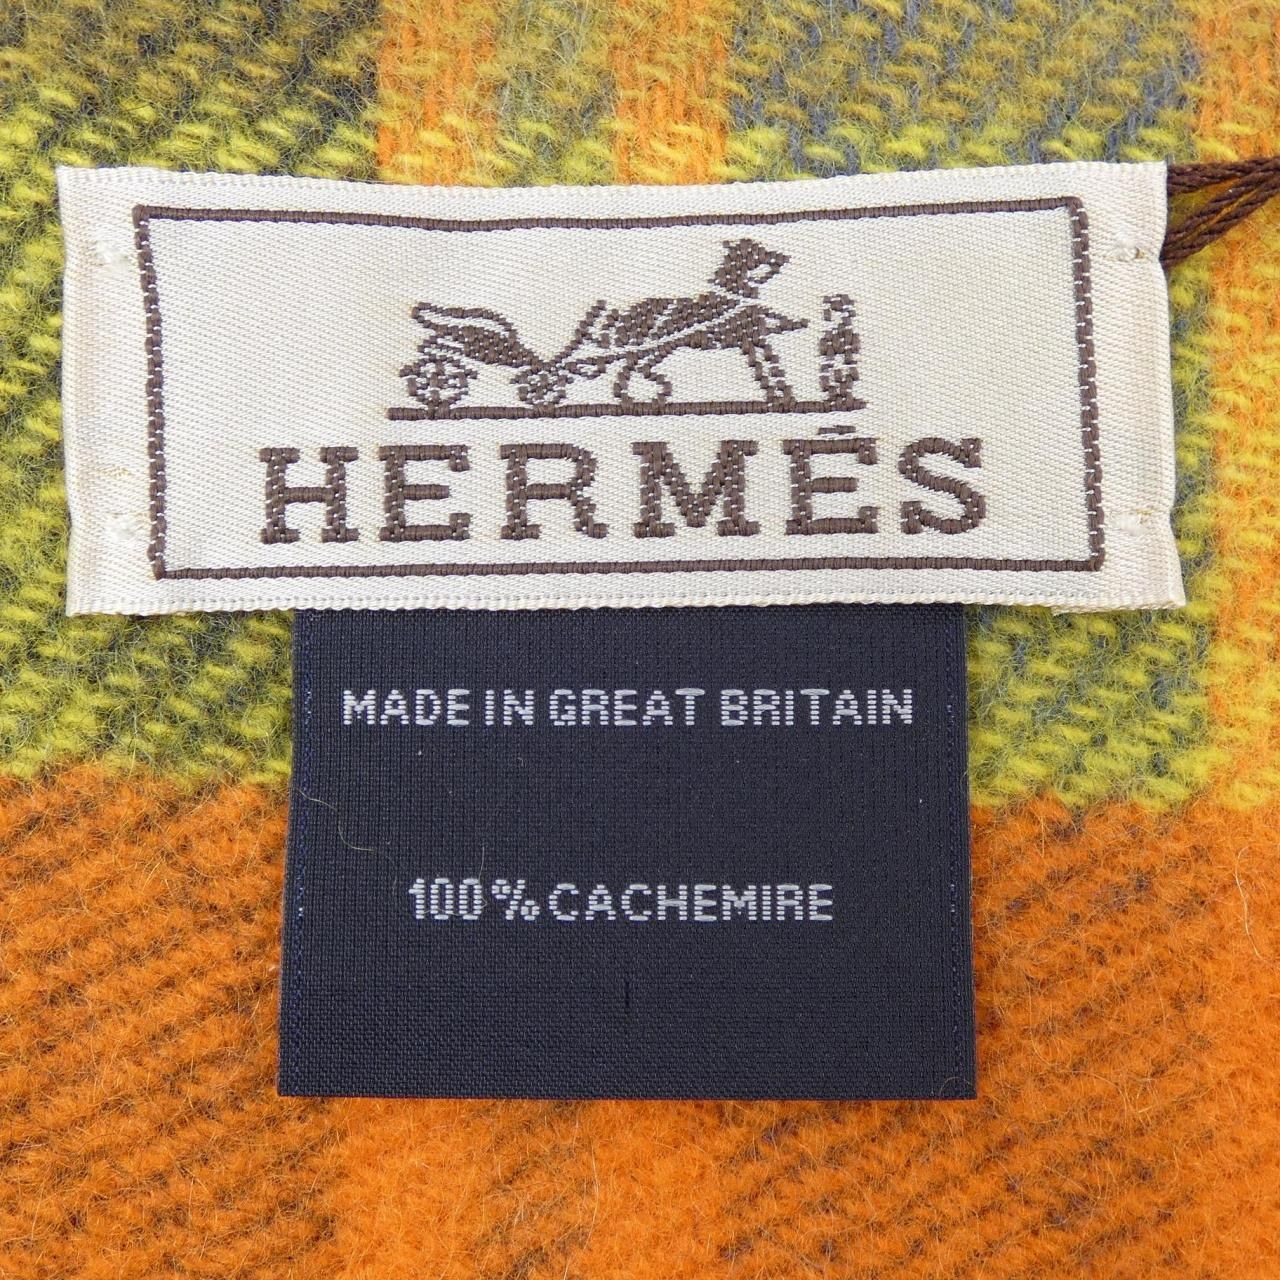 HERMÈS
MADE IN GREAT BRITAIN
100% CACHEMIRE